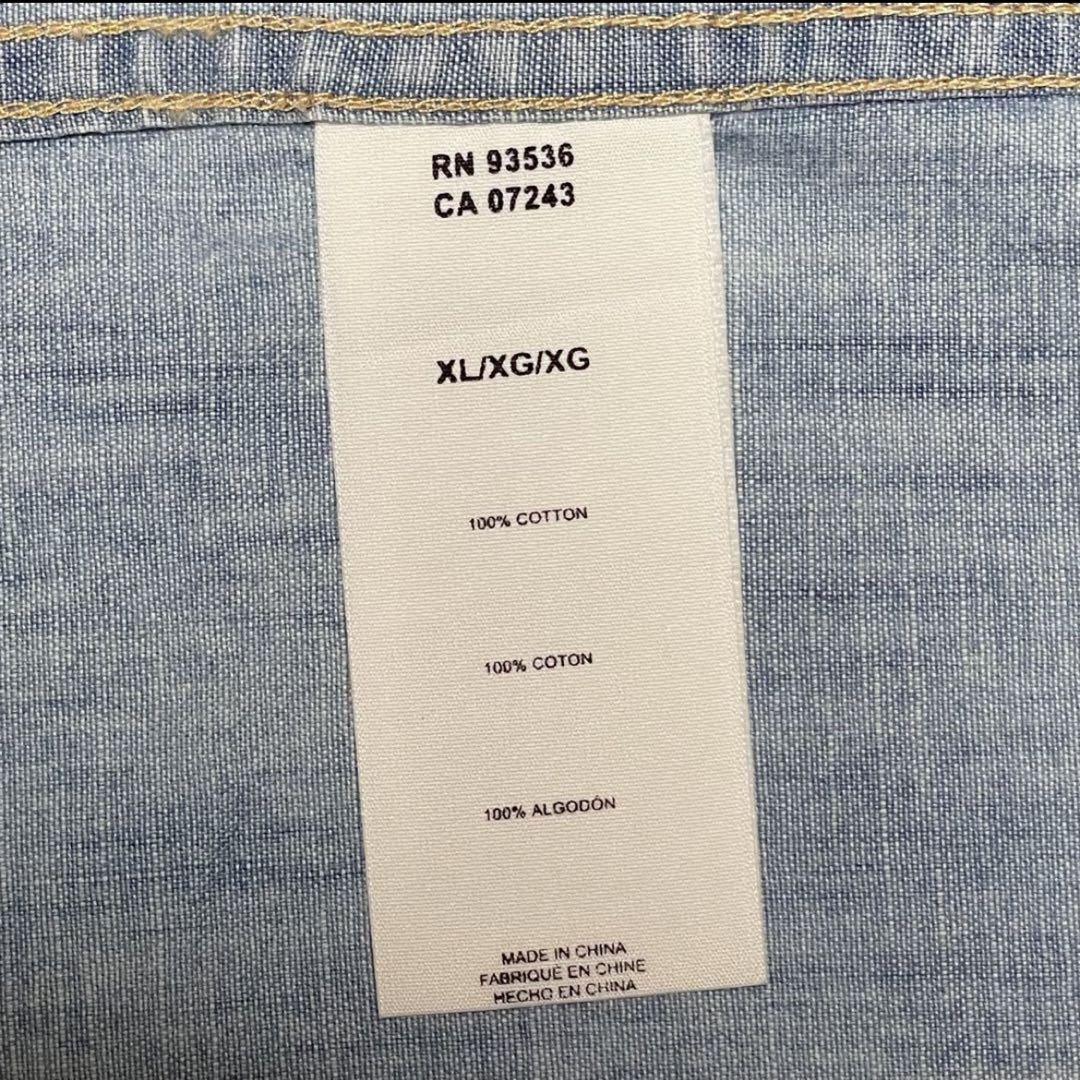 RN 93536
CA 07243
XL/XG/XG
100% COTTON
100% COTON
100% ALGODÓN
MADE IN CHINA
FABRIQUÉ EN CHINE
HECHO EN CHINA